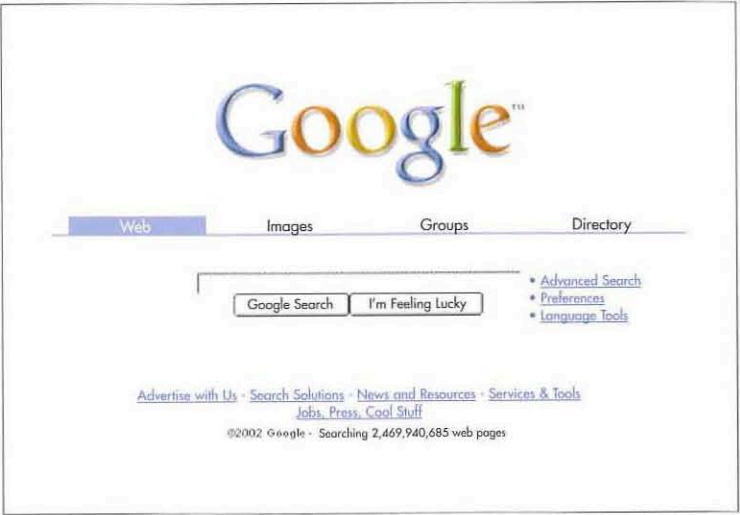 Google™
Web Images Groups Directory
• Advanced Search
• Preferences
• Language Tools
Google Search I'm Feeling Lucky
Advertise with Us - Search Solutions - News and Resources - Services & Tools
Jobs, Press, Cool Stuff
©2002 Google - Searching 2,469,940,685 web pages